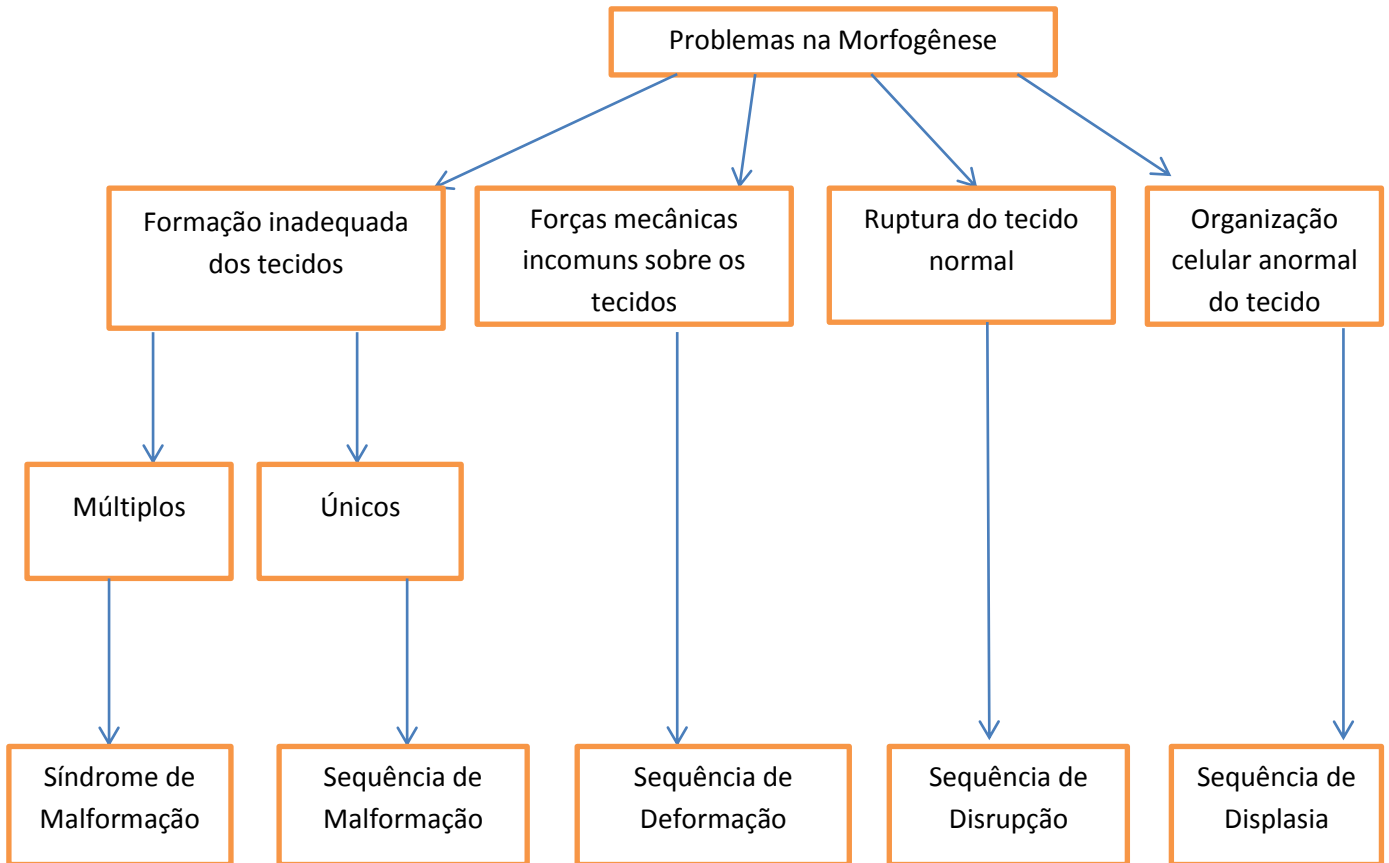 Problemas na Morfogênese
Formação inadequada
dos tecidos
Forças mecânicas
incomuns sobre os
tecidos
Ruptura do tecido
normal
Organização
celular anormal
do tecido
Múltiplos
Únicos
Síndrome de
Malformação
Sequência de
Malformação
Sequência de
Deformação
Sequência de
Disrupção
Sequência de
Displasia